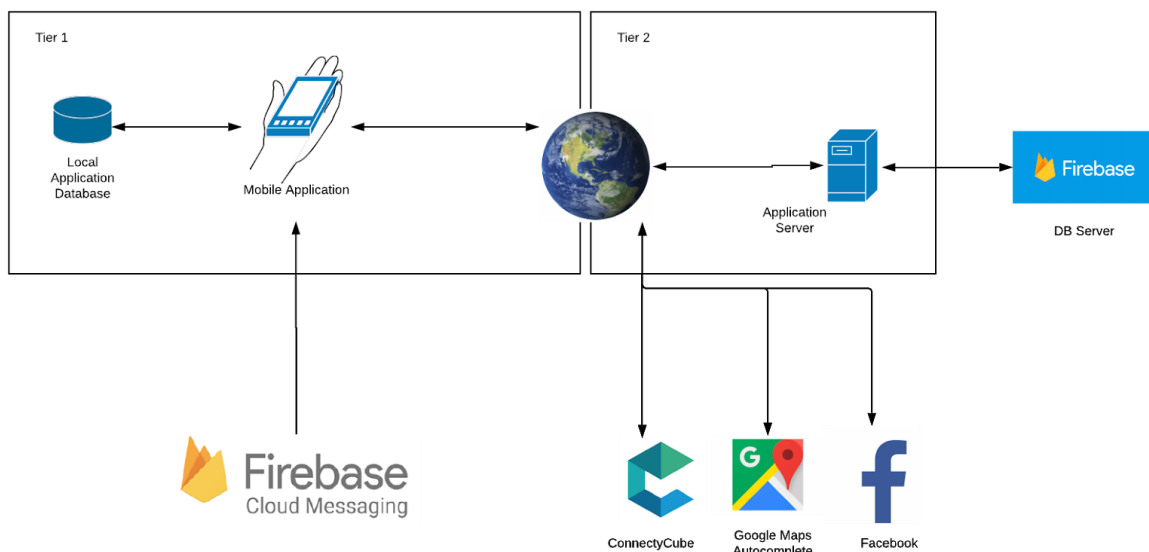 Tier 1
Tier 2
Local
Application
Database
Mobile Application
Application
Server
Firebase
DB Server
Firebase
Cloud Messaging
ConnectyCube
G
Google Maps
Autocomplete
Facebook